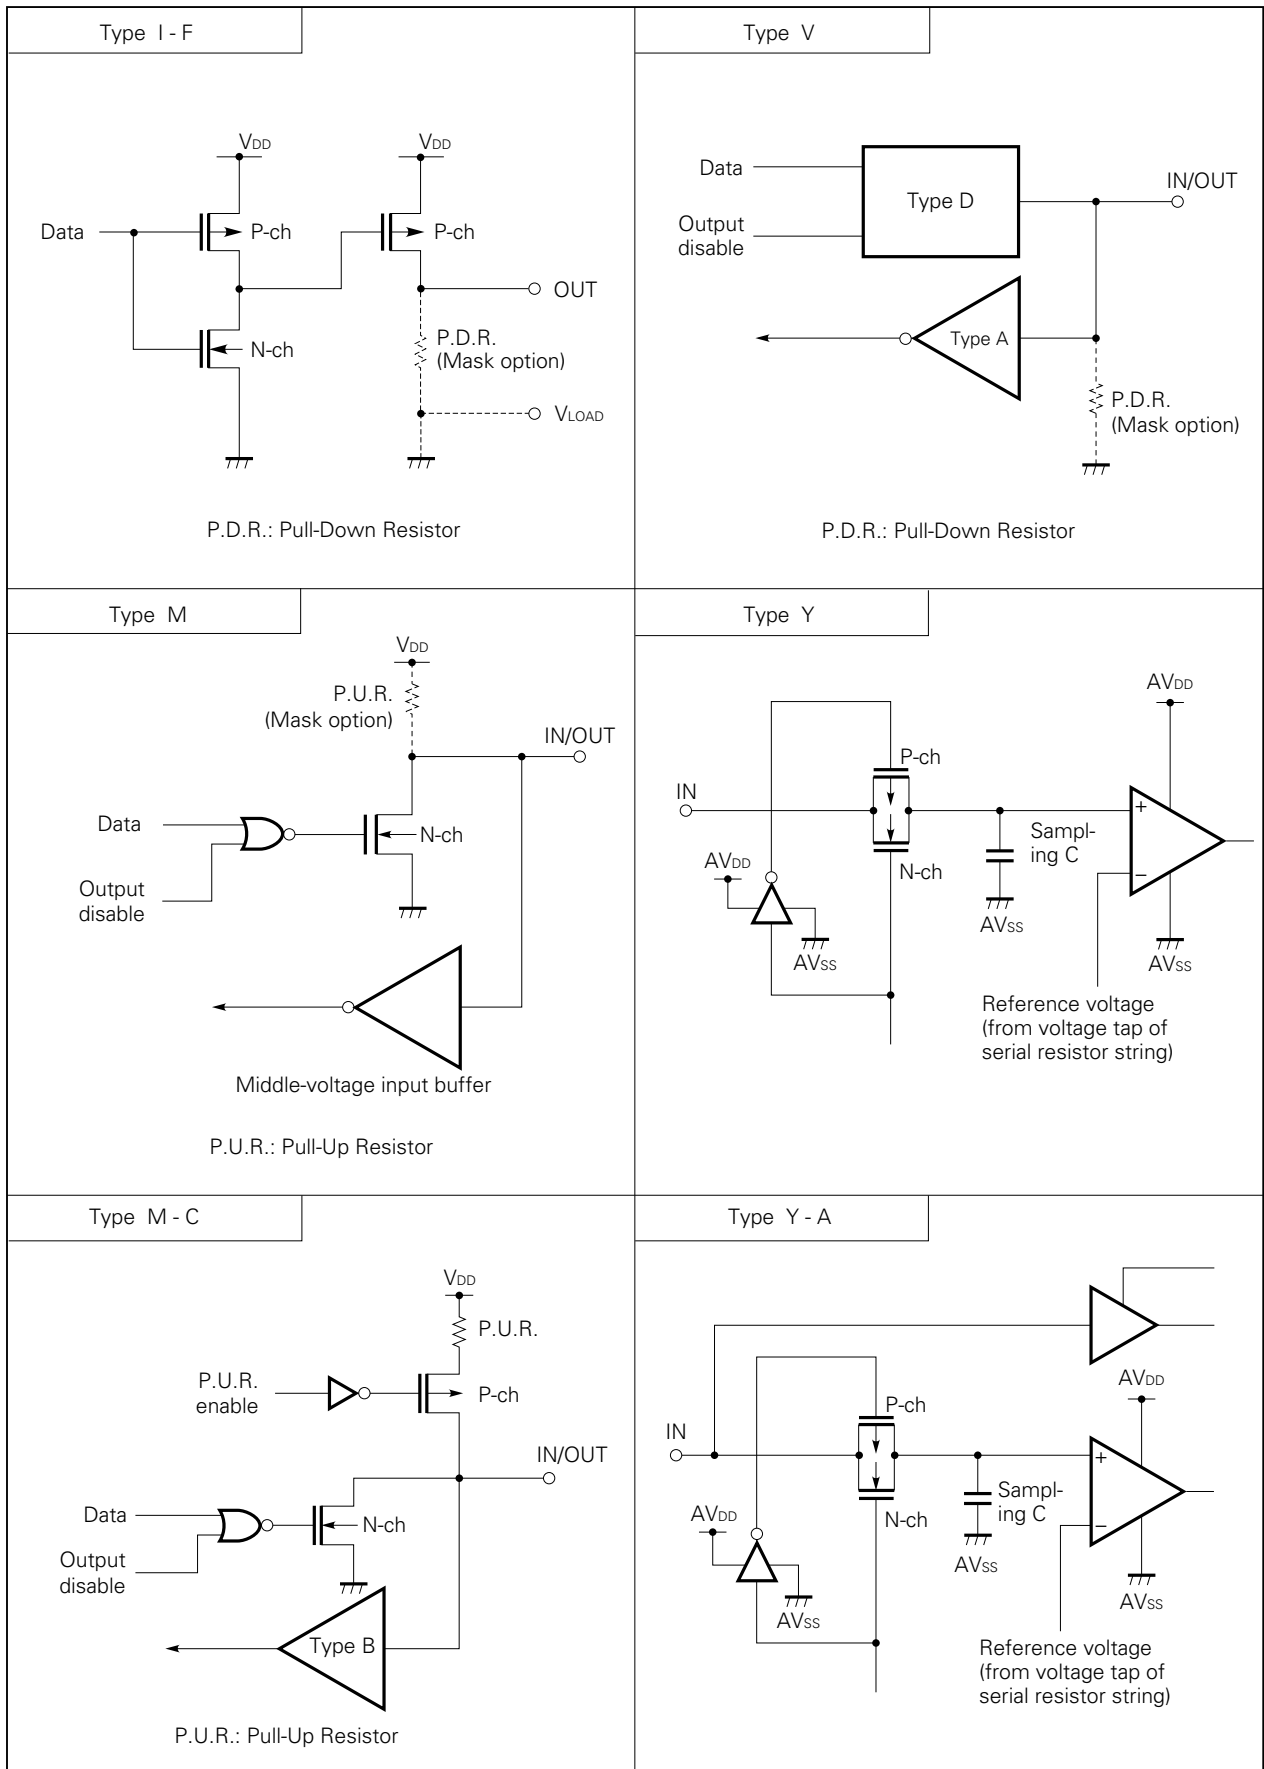 Type I - F
VDD
VDD
Data
P-ch
P-ch
OUT
N-ch
P.D.R.
(Mask option)
VLOAD
P.D.R.: Pull-Down Resistor
Type V
Data
Type D
IN/OUT
Output
disable
Type A
P.D.R.
(Mask option)
P.D.R.: Pull-Down Resistor
Type M
VDD
P.U.R.
(Mask option)
IN/OUT
Data
N-ch
Output
disable
Middle-voltage input buffer
P.U.R.: Pull-Up Resistor
Type Y
AVDD
P-ch
IN
+
Sampl-
ing C
AVDD
N-ch
−
AVSS
AVSS
AVSS
Reference voltage
(from voltage tap of
serial resistor string)
Type M - C
VDD
P.U.R.
P.U.R.
enable
P-ch
IN/OUT
Data
N-ch
Output
disable
Type B
P.U.R.: Pull-Up Resistor
Type Y - A
AVDD
P-ch
IN
+
Sampl-
ing C
AVDD
N-ch
−
AVSS
AVSS
AVSS
Reference voltage
(from voltage tap of
serial resistor string)